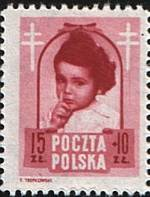 15 ZŁ. POCZTA +10 ZŁ.
POLSKA